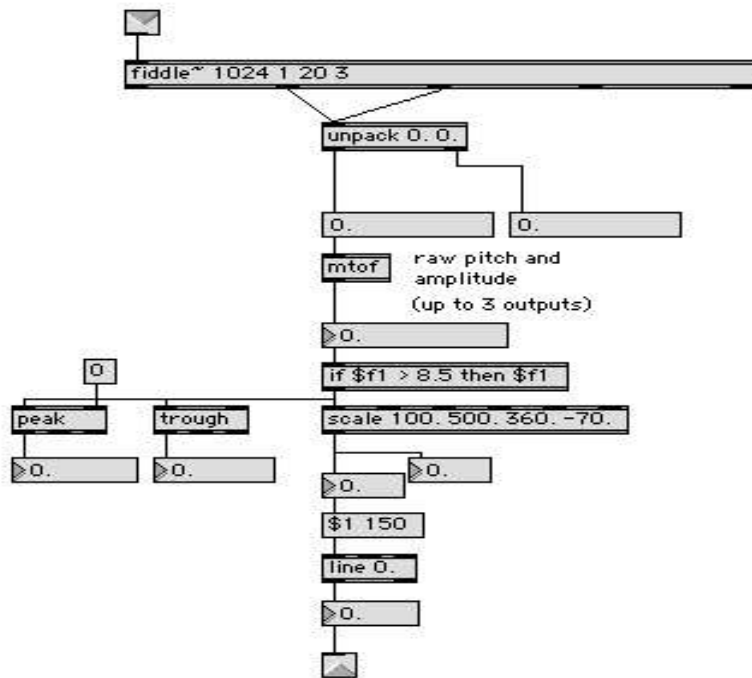 fiddle~ 1024 1 20 3
unpack 0. 0.
0.
0.
mtof
raw pitch and
amplitude
(up to 3 outputs)
0.
if $f1 > 8.5 then $f1
0
peak
trough
scale 100. 500. 360. -70.
0.
0.
0.
0.
$1 150
line 0.
0.